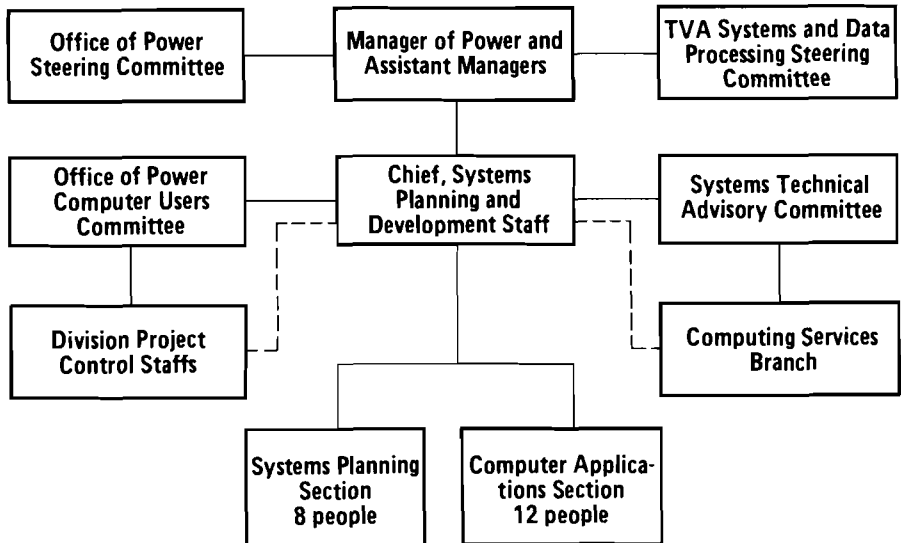 Office of Power
Steering Committee
Manager of Power and
Assistant Managers
TVA Systems and Data
Processing Steering
Committee
Office of Power
Computer Users
Committee
Chief, Systems
Planning and
Development Staff
Systems Technical
Advisory Committee
Division Project
Control Staffs
Computing Services
Branch
Systems Planning
Section
8 people
Computer Applica-
tions Section
12 people